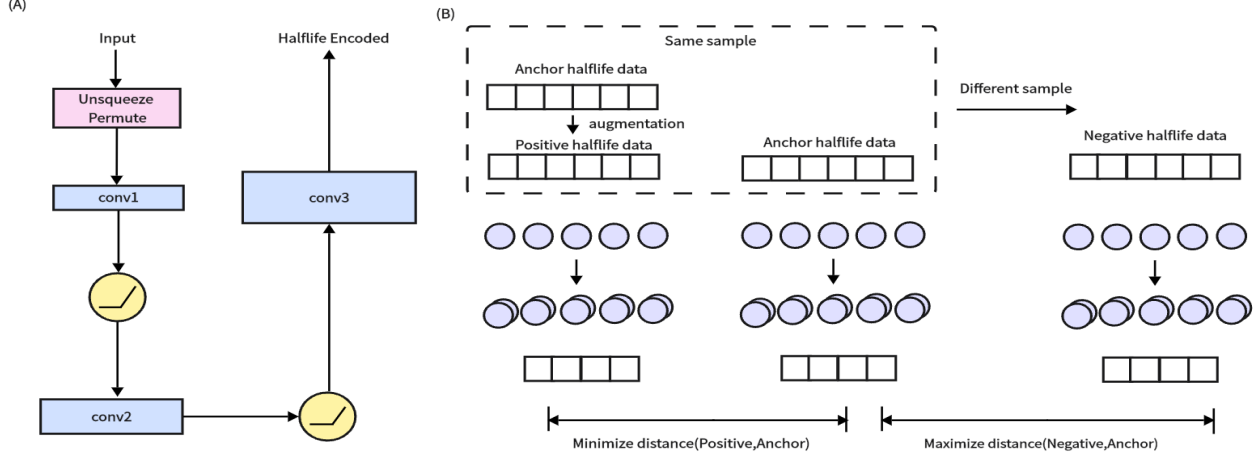 (A)
Input
Unsqueeze
Permute
conv1
conv2
Halflife Encoded
conv3
(B)
Same sample
Anchor halflife data
augmentation
Positive halflife data
Anchor halflife data
Different sample
Negative halflife data
Minimize distance(Positive,Anchor)
Maximize distance(Negative,Anchor)